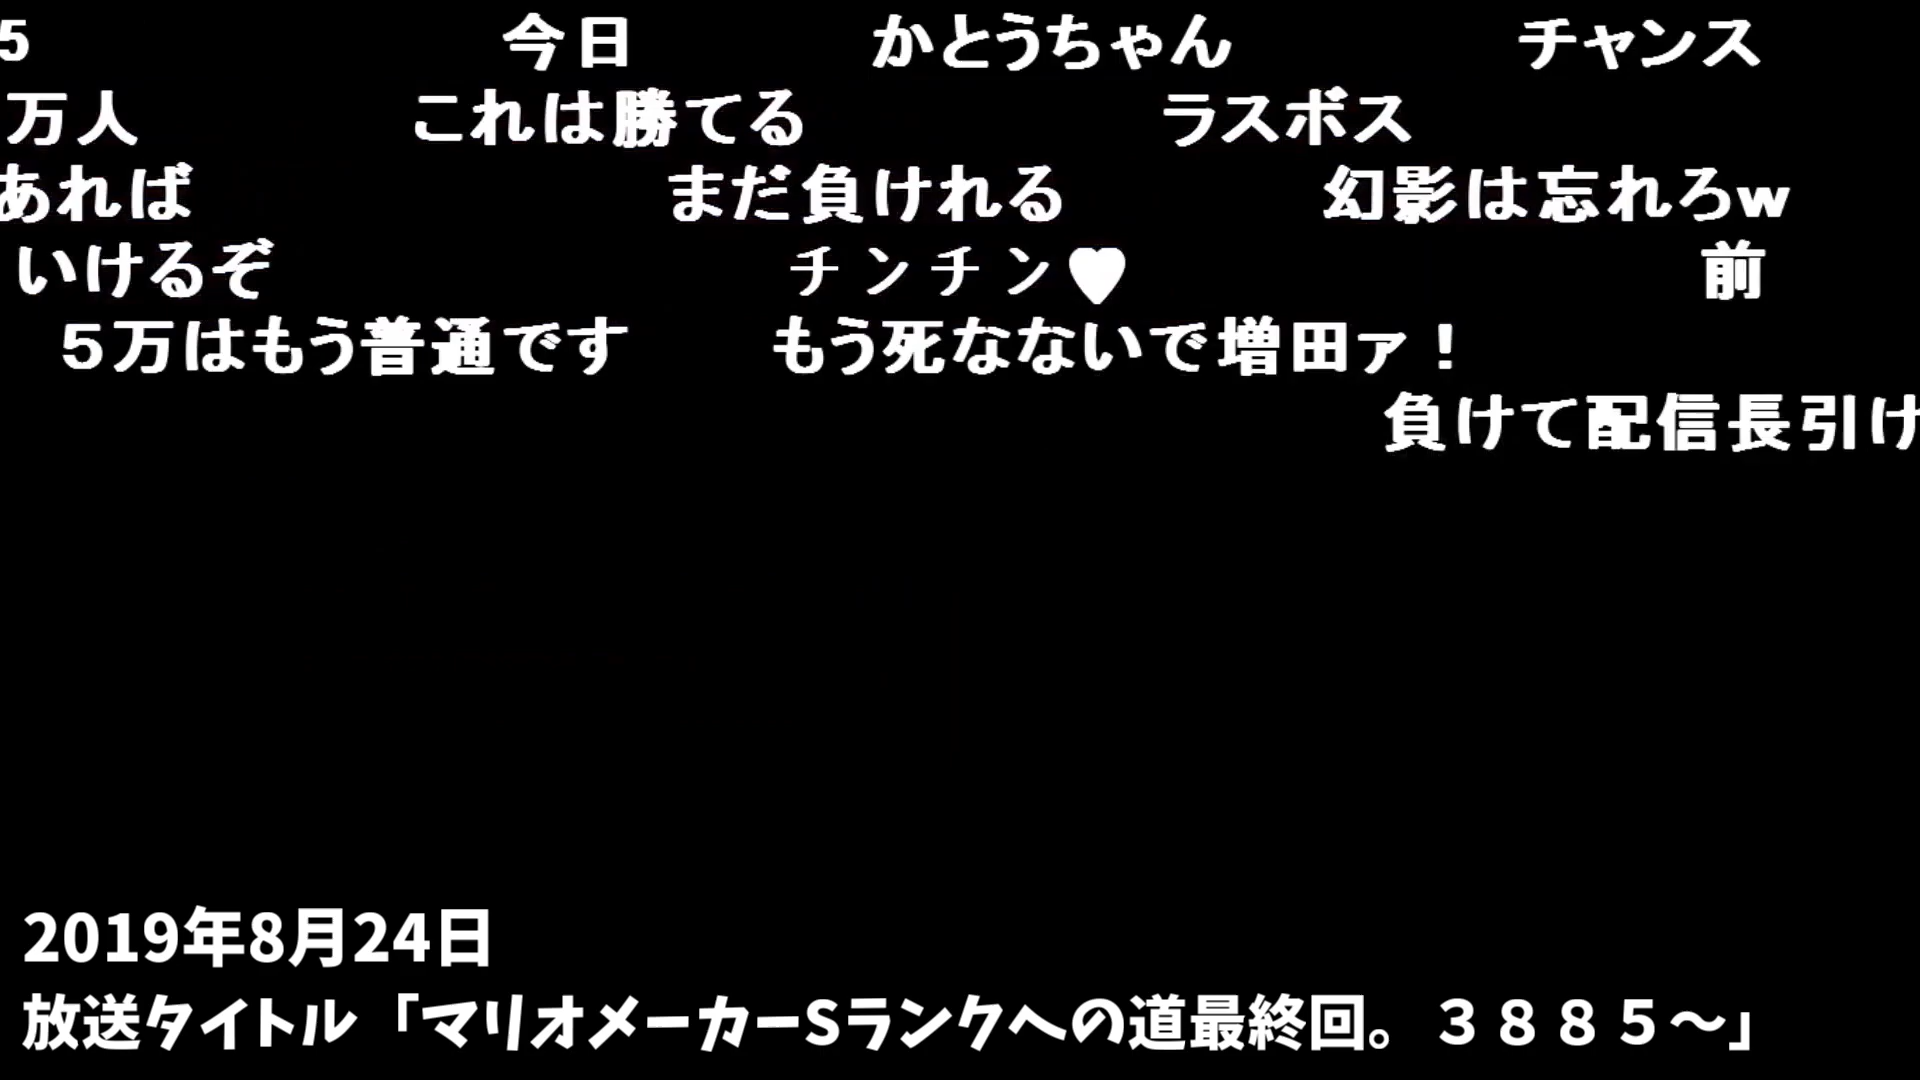 5 今日 かとうちゃん チャンス
万人 これは勝てる ラスボス
あれば まだ負けれる 幻影は忘れろw
いけるぞ チンチン♥ 前
５万はもう普通です もう死なないで増田ァ！
負けて配信長引け
2019年8月24日
放送タイトル「マリオメーカーSランクへの道最終回。３８８５〜」